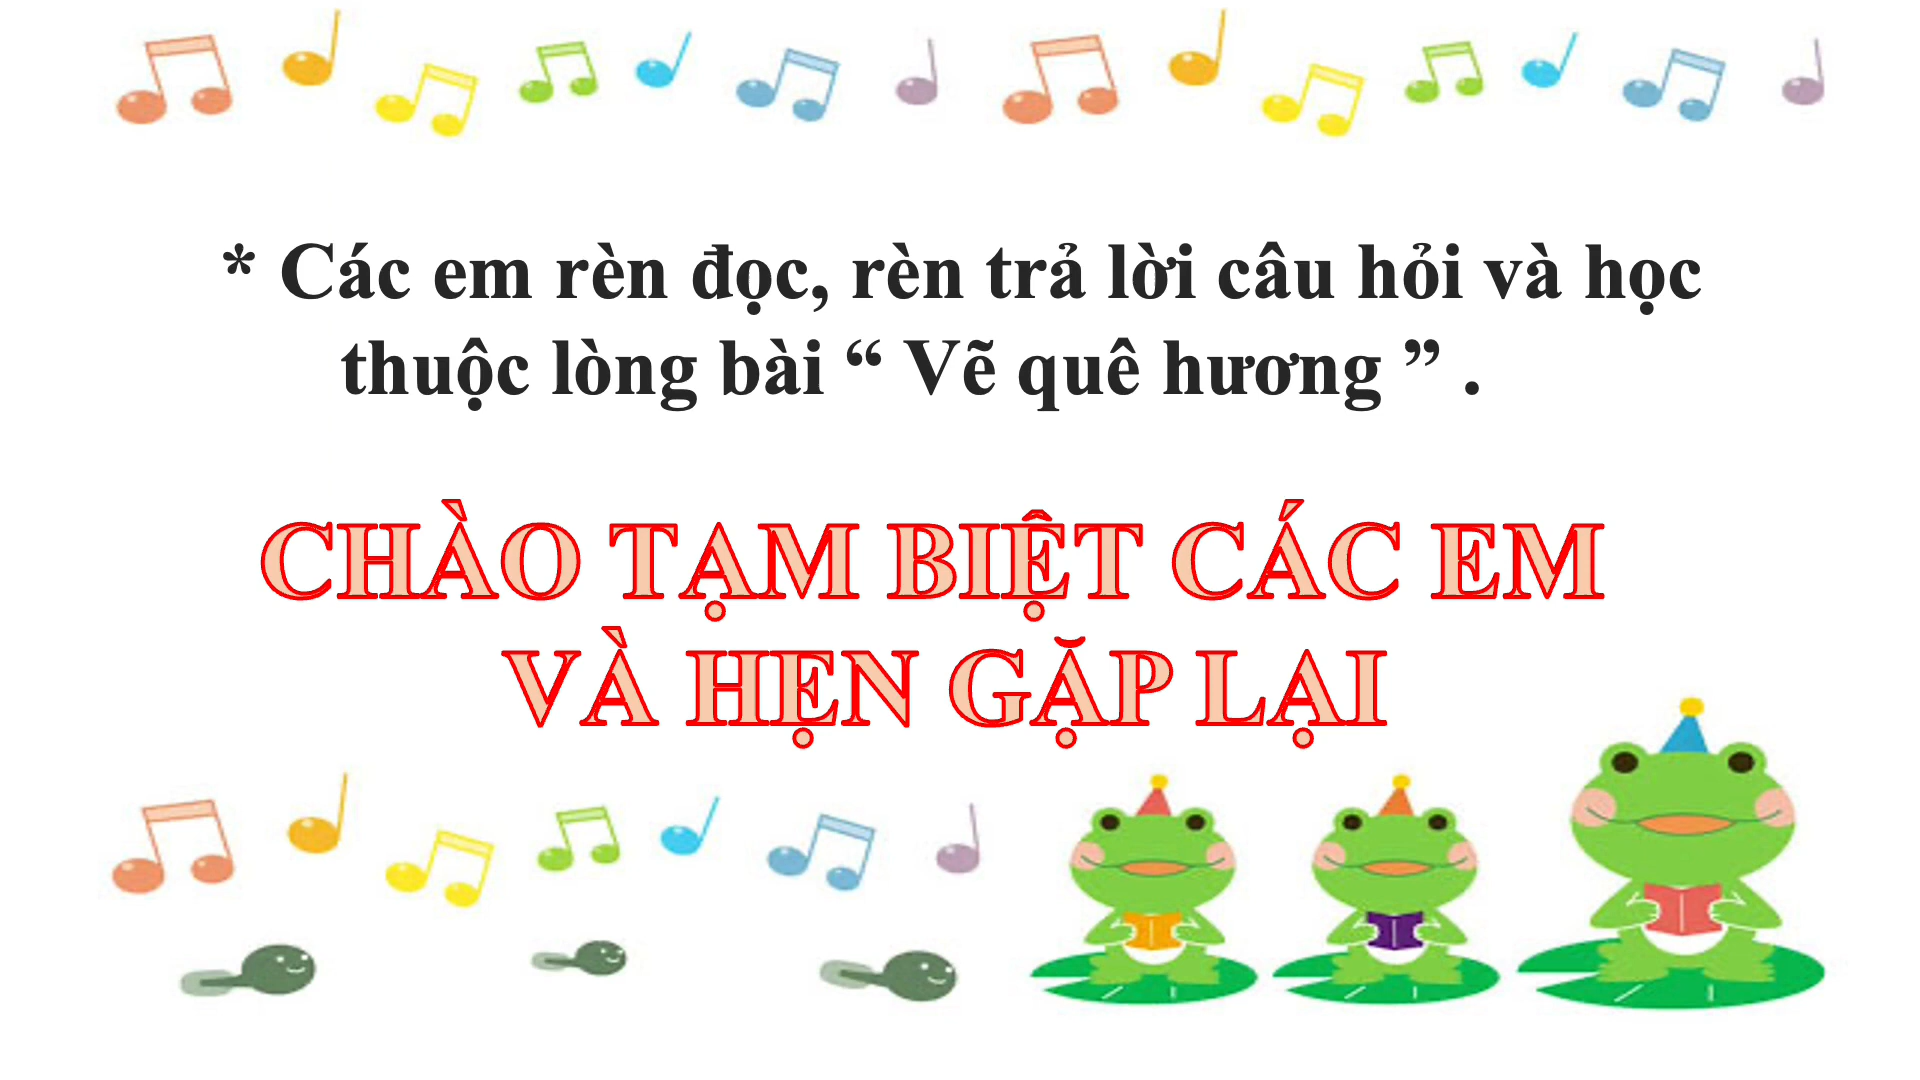 * Các em rèn đọc, rèn trả lời câu hỏi và học
thuộc lòng bài “ Vẽ quê hương ” .
CHÀO TẠM BIỆT CÁC EM
VÀ HẸN GẶP LẠI